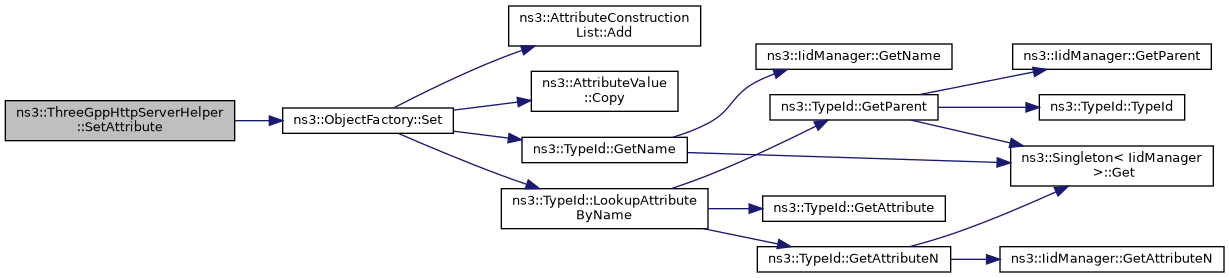 ns3::ThreeGppHttpServerHelper
::SetAttribute
ns3::ObjectFactory::Set
ns3::AttributeConstruction
List::Add
ns3::AttributeValue
::Copy
ns3::TypeId::GetName
ns3::TypeId::LookupAttribute
ByName
ns3::IidManager::GetName
ns3::TypeId::GetParent
ns3::TypeId::GetAttribute
ns3::TypeId::GetAttributeN
ns3::IidManager::GetParent
ns3::TypeId::TypeId
ns3::Singleton< IidManager
>::Get
ns3::IidManager::GetAttributeN